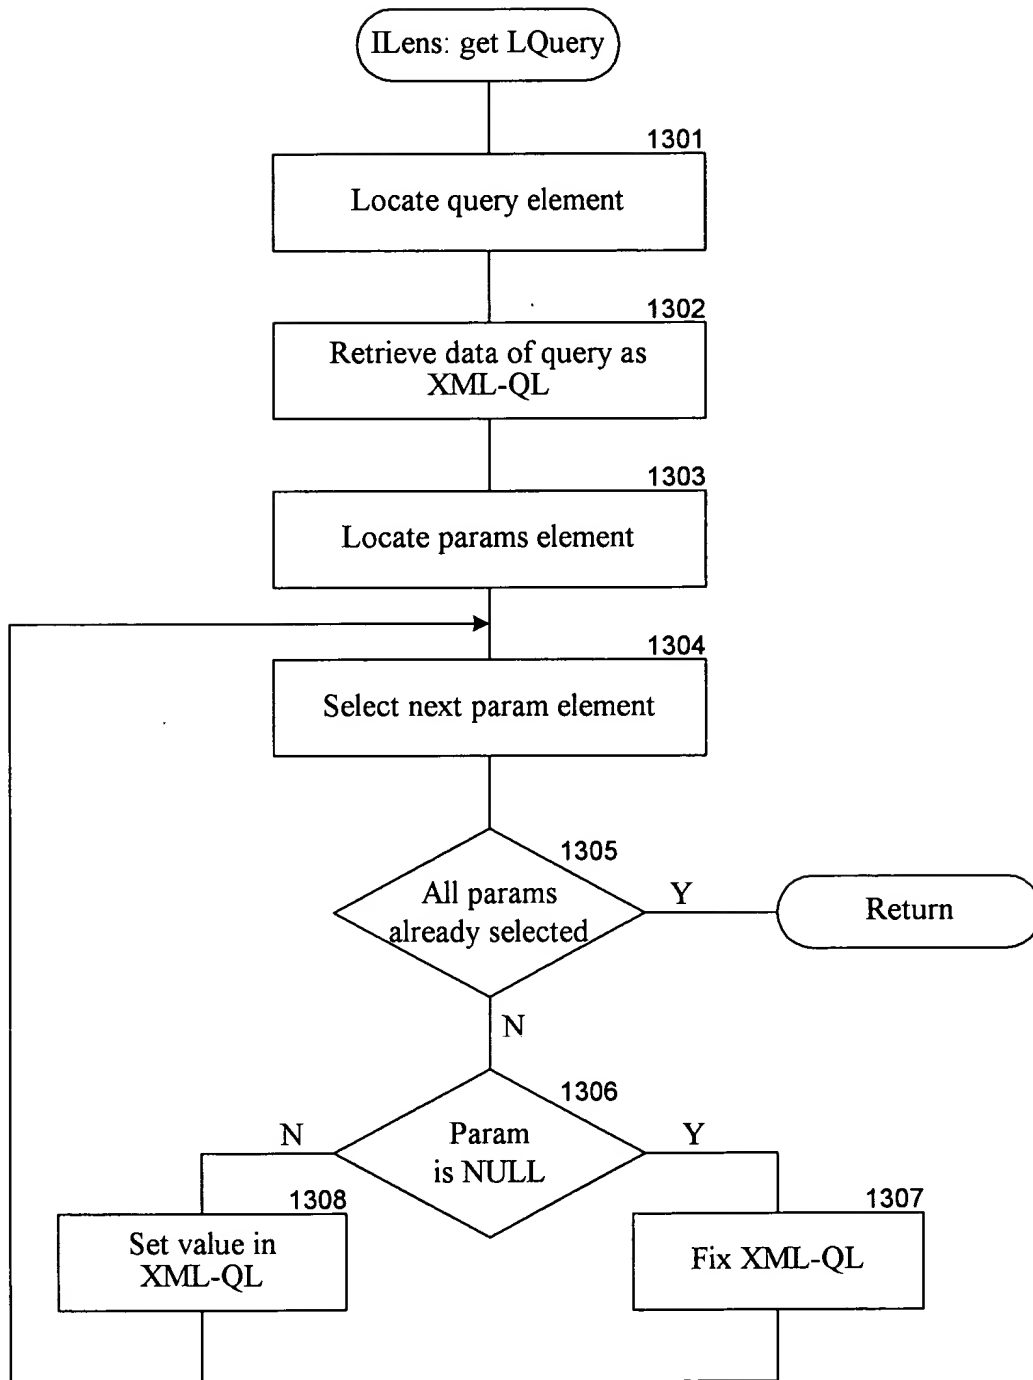 ILens: get LQuery
1301
Locate query element
1302
Retrieve data of query as
XML-QL
1303
Locate params element
1304
Select next param element
1305
All params
already selected
Y
Return
N
1306
Param
is NULL
N
Y
1308
Set value in
XML-QL
1307
Fix XML-QL